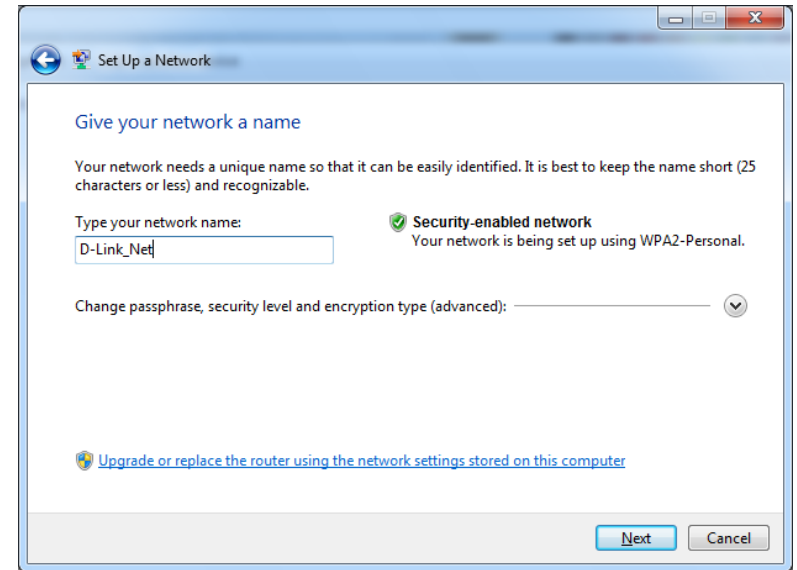 Set Up a Network
Give your network a name
Your network needs a unique name so that it can be easily identified. It is best to keep the name short (25
characters or less) and recognizable.
Type your network name:
D-Link_Net
Security-enabled network
Your network is being set up using WPA2-Personal.
Change passphrase, security level and encryption type (advanced):
Upgrade or replace the router using the network settings stored on this computer
Next
Cancel